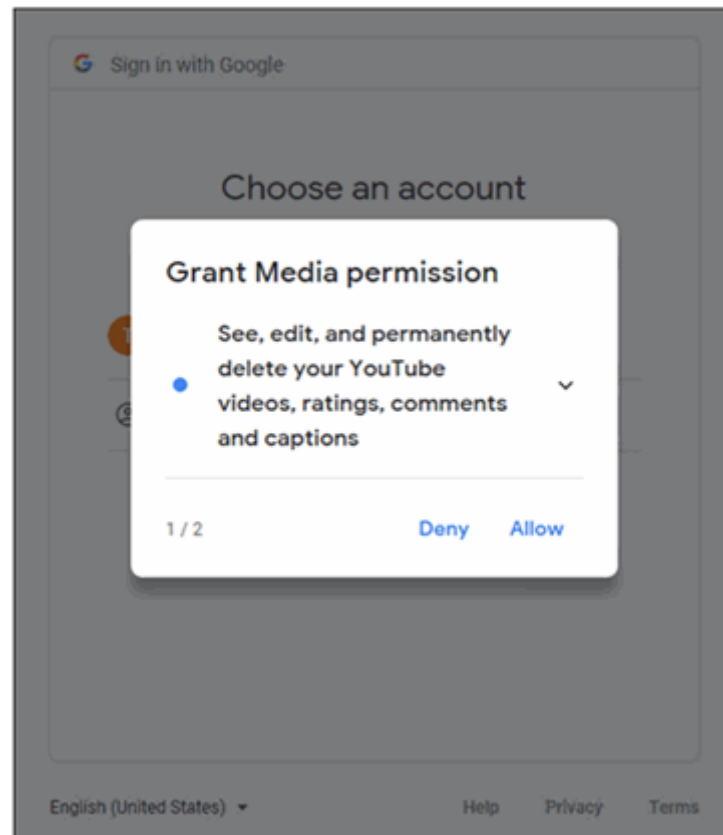 Sign in with Google
Choose an account
Grant Media permission
See, edit, and permanently
delete your YouTube
videos, ratings, comments
and captions
1 / 2
Deny Allow
English (United States)
Help Privacy Terms